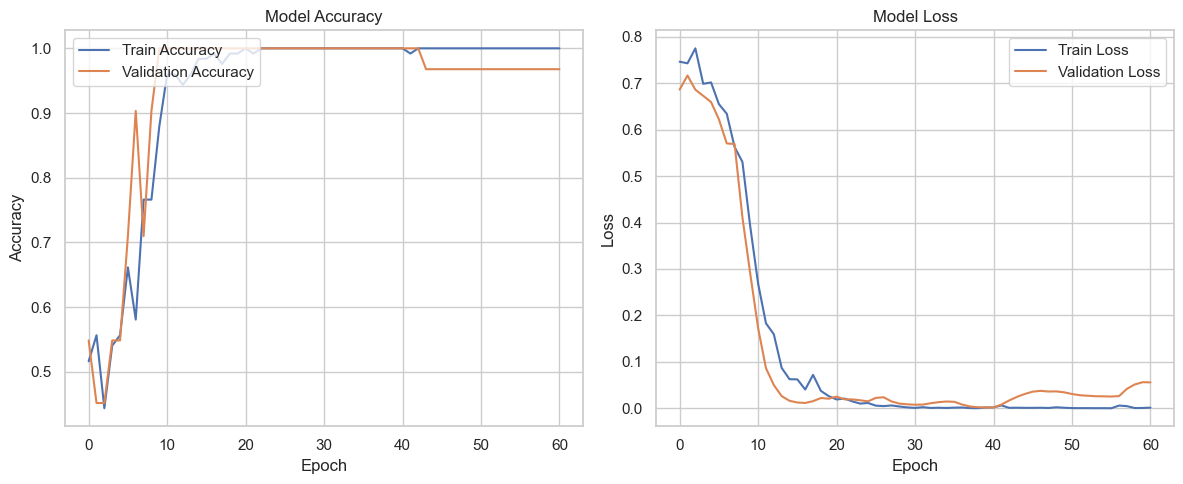 Model Accuracy
Train Accuracy
Validation Accuracy
Accuracy
1.0
0.9
0.8
0.7
0.6
0.5
0 10 20 30 40 50 60
Epoch
Model Loss
Train Loss
Validation Loss
Loss
0.8
0.7
0.6
0.5
0.4
0.3
0.2
0.1
0.0
0 10 20 30 40 50 60
Epoch